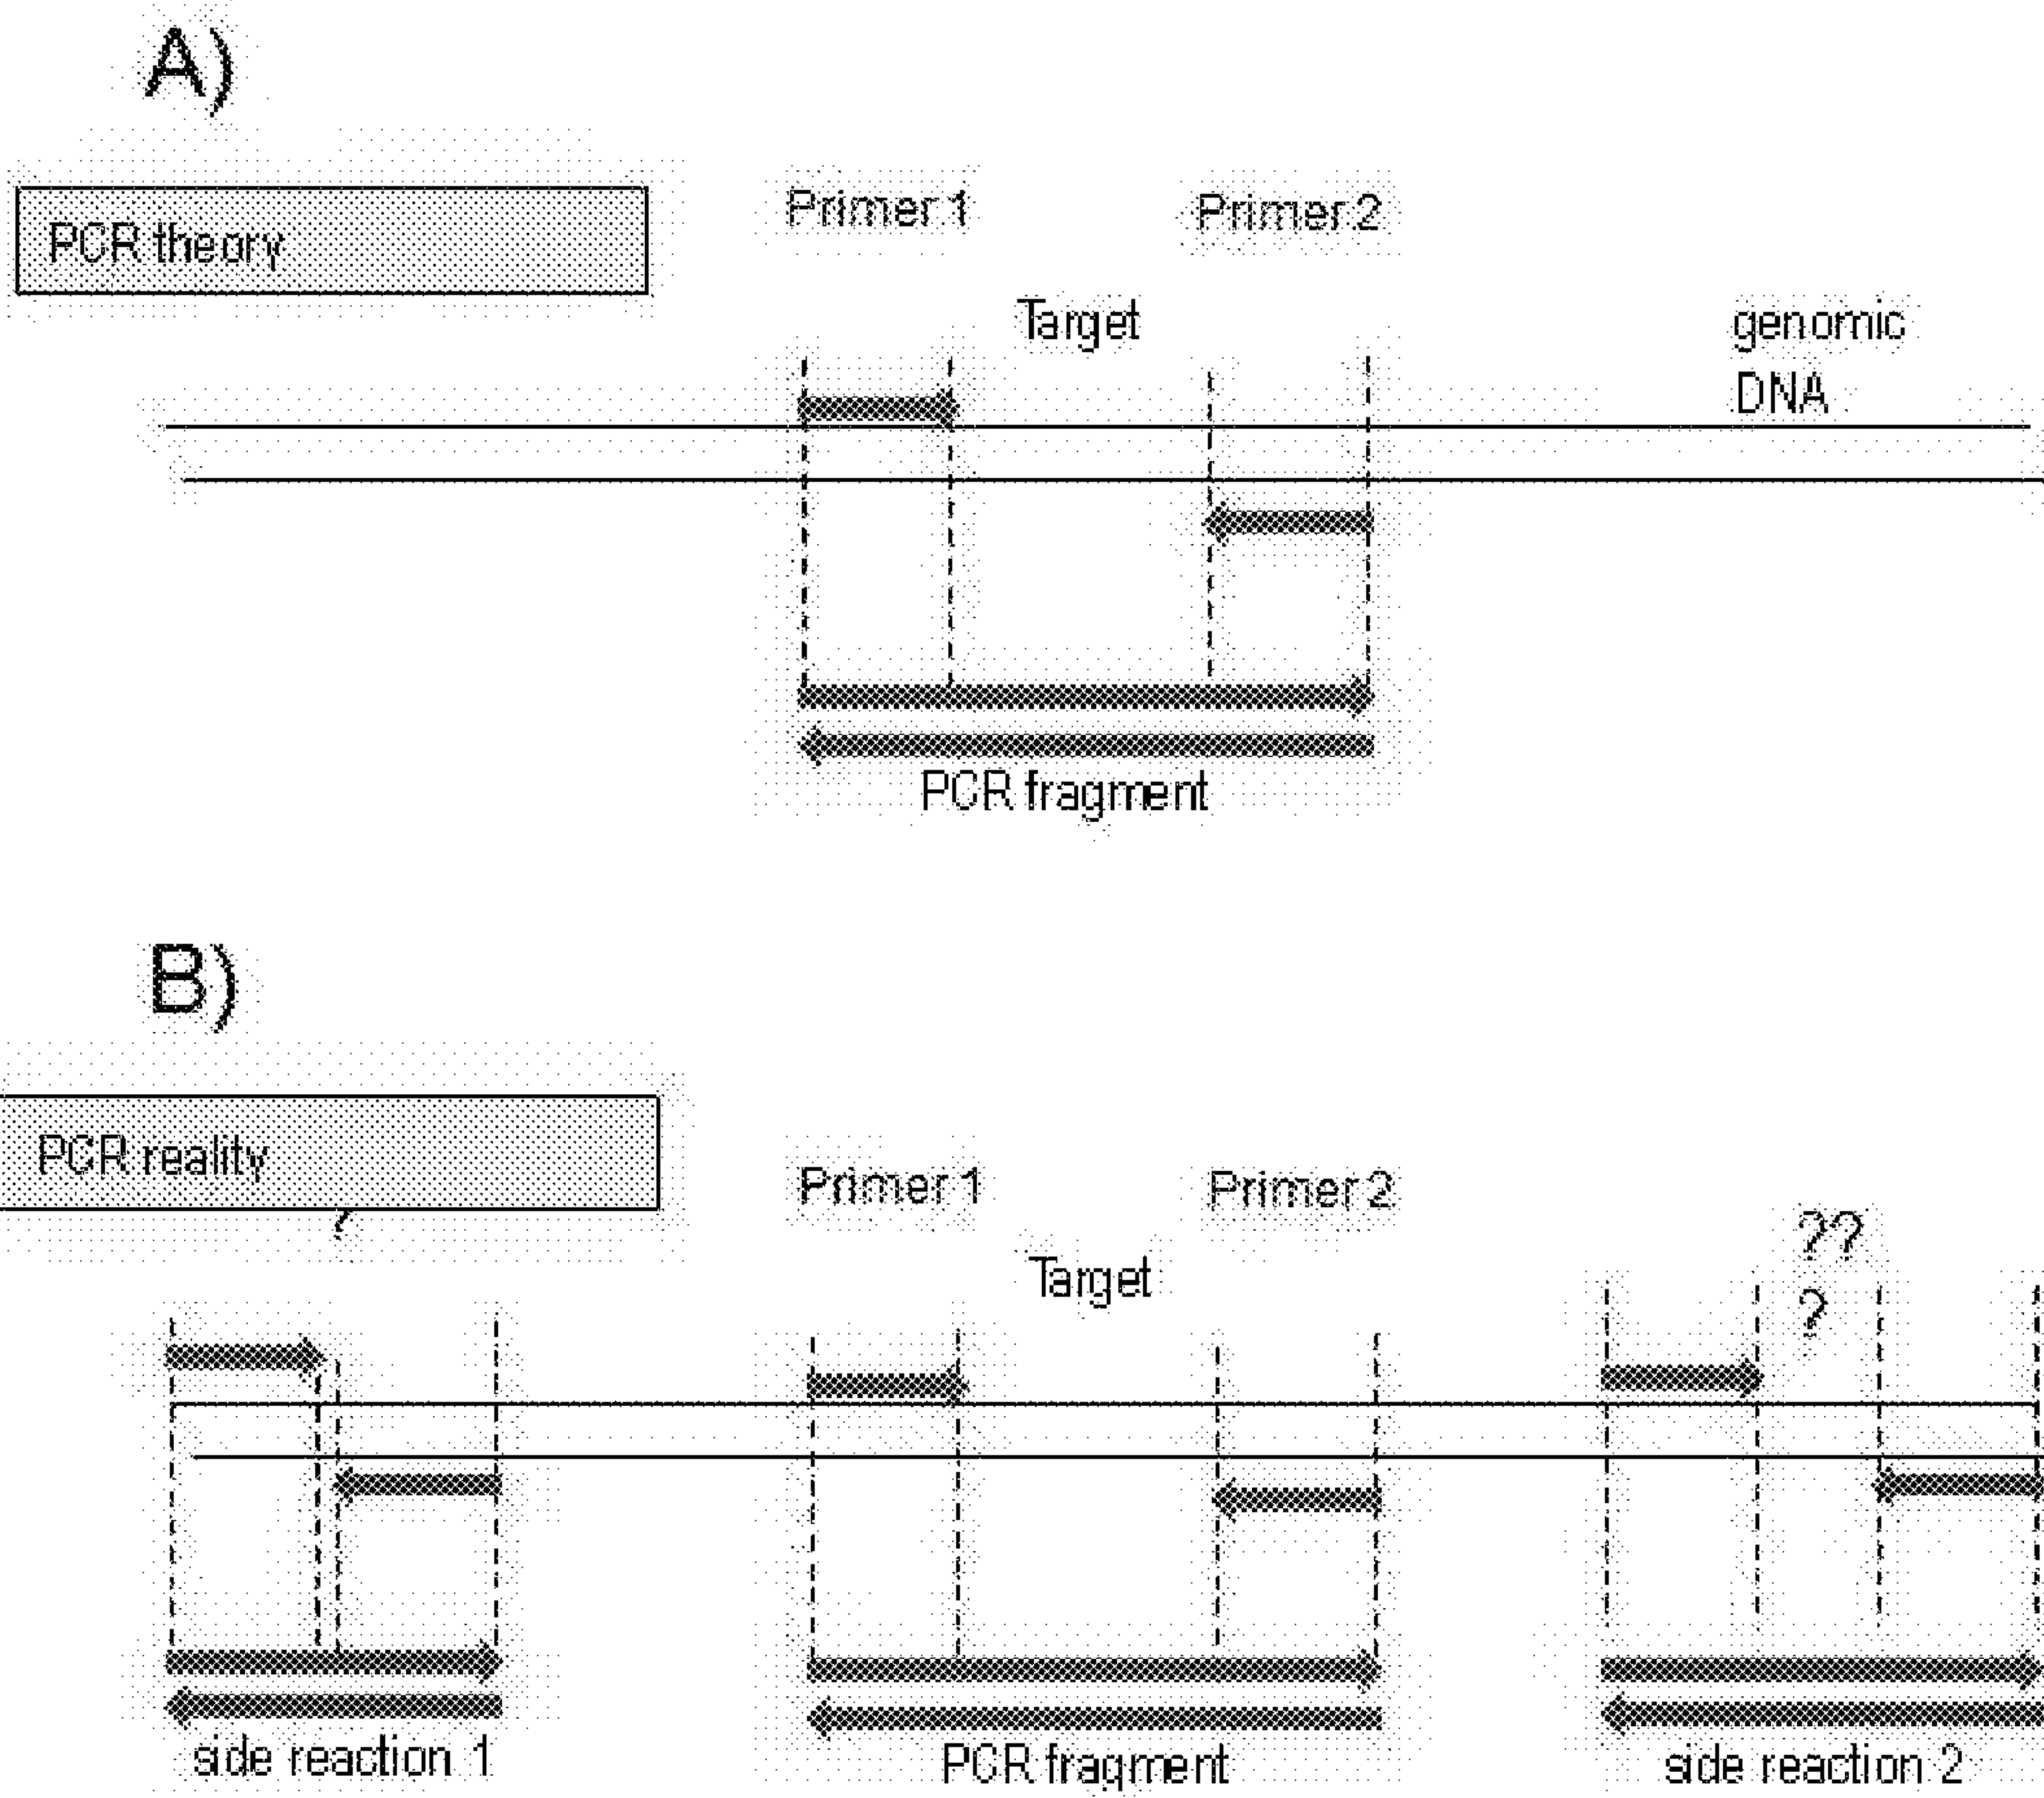 A)
PCR theory
Primer 1
Primer 2
Target
genomic
DNA
PCR fragment
B)
PCR reality
?
Primer 1
Primer 2
Target
??
?
side reaction 1
PCR fragment
side reaction 2